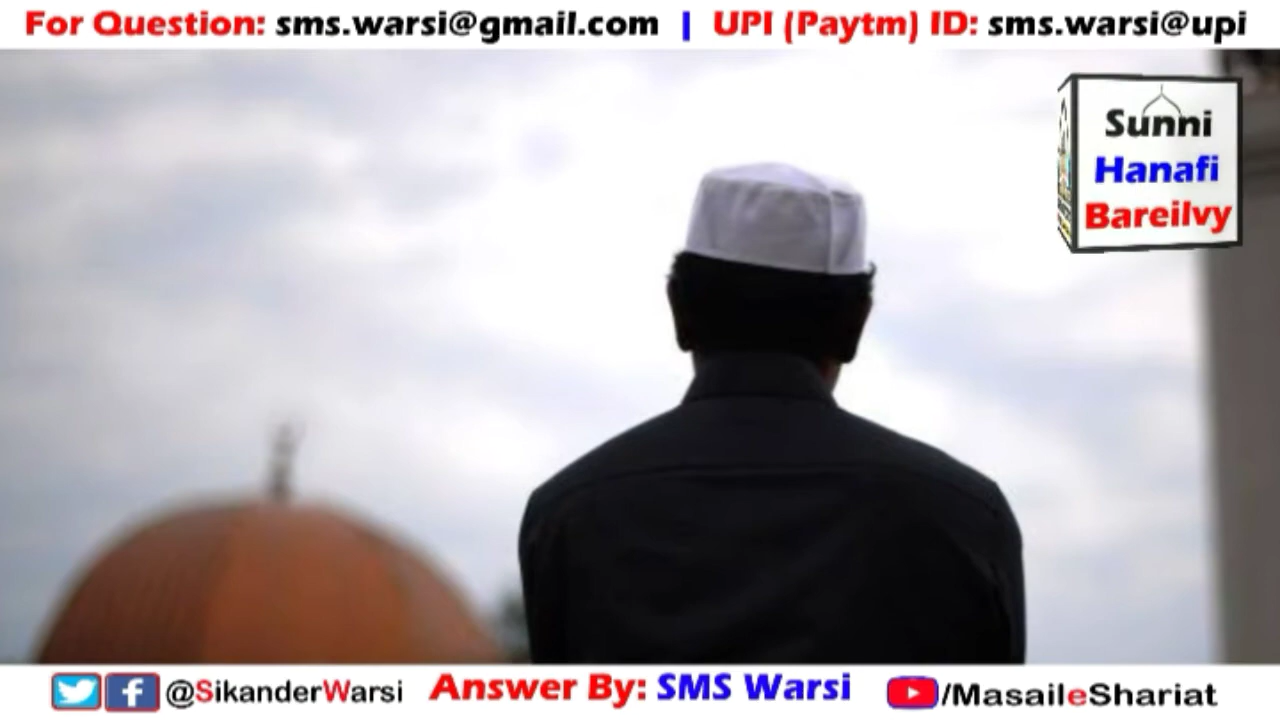 For Question: sms.warsi@gmail.com | UPI (Paytm) ID: sms.warsi@upi
Sunni
Hanafi
Bareilvy
@SikanderWarsi Answer By: SMS Warsi /MasaileShariat